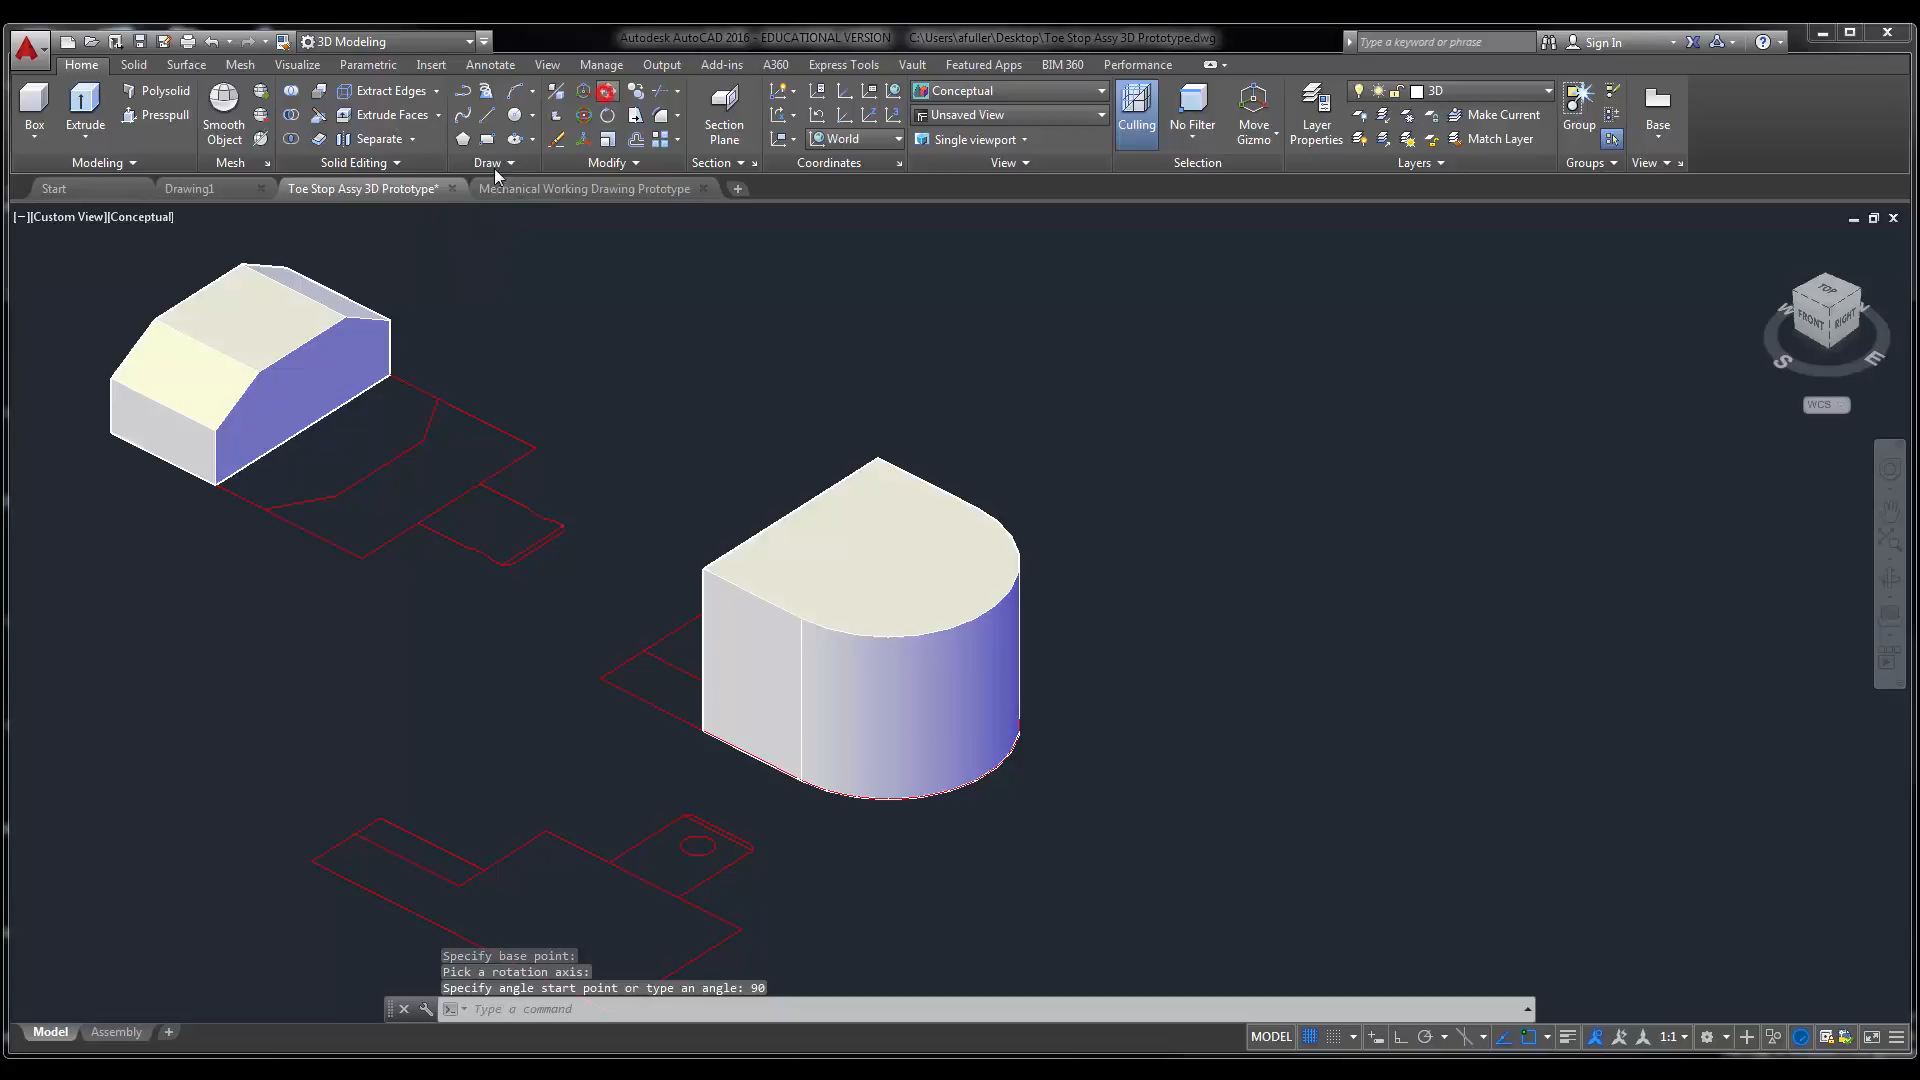 3D Modeling
Autodesk AutoCAD 2016 - EDUCATIONAL VERSION C:\Users\afuller\Desktop\Toe Stop Assy 3D Prototype.dwg
Type a keyword or phrase
Sign In
Home Solid Surface Mesh Visualize Parametric Insert Annotate View Manage Output Add-ins A360 Express Tools Vault Featured Apps BIM 360 Performance
Box
Extrude
Polysolid
Presspull
Smooth Object
Extract Edges
Extrude Faces
Separate
Section Plane
World
Conceptual
Unsaved View
Single viewport
Culling
No Filter
Move Gizmo
Layer Properties
3D
Make Current
Match Layer
Group
Base
Modeling Mesh Solid Editing Draw Modify Section Coordinates View Selection Layers Groups View
Start Drawing1 Toe Stop Assy 3D Prototype* Mechanical Working Drawing Prototype
[−][Custom View][Conceptual]
TOP
FRONT RIGHT
W
S E
WCS
Specify base point:
Pick a rotation axis:
Specify angle start point or type an angle: 90
Type a command
Model Assembly
MODEL
1:1